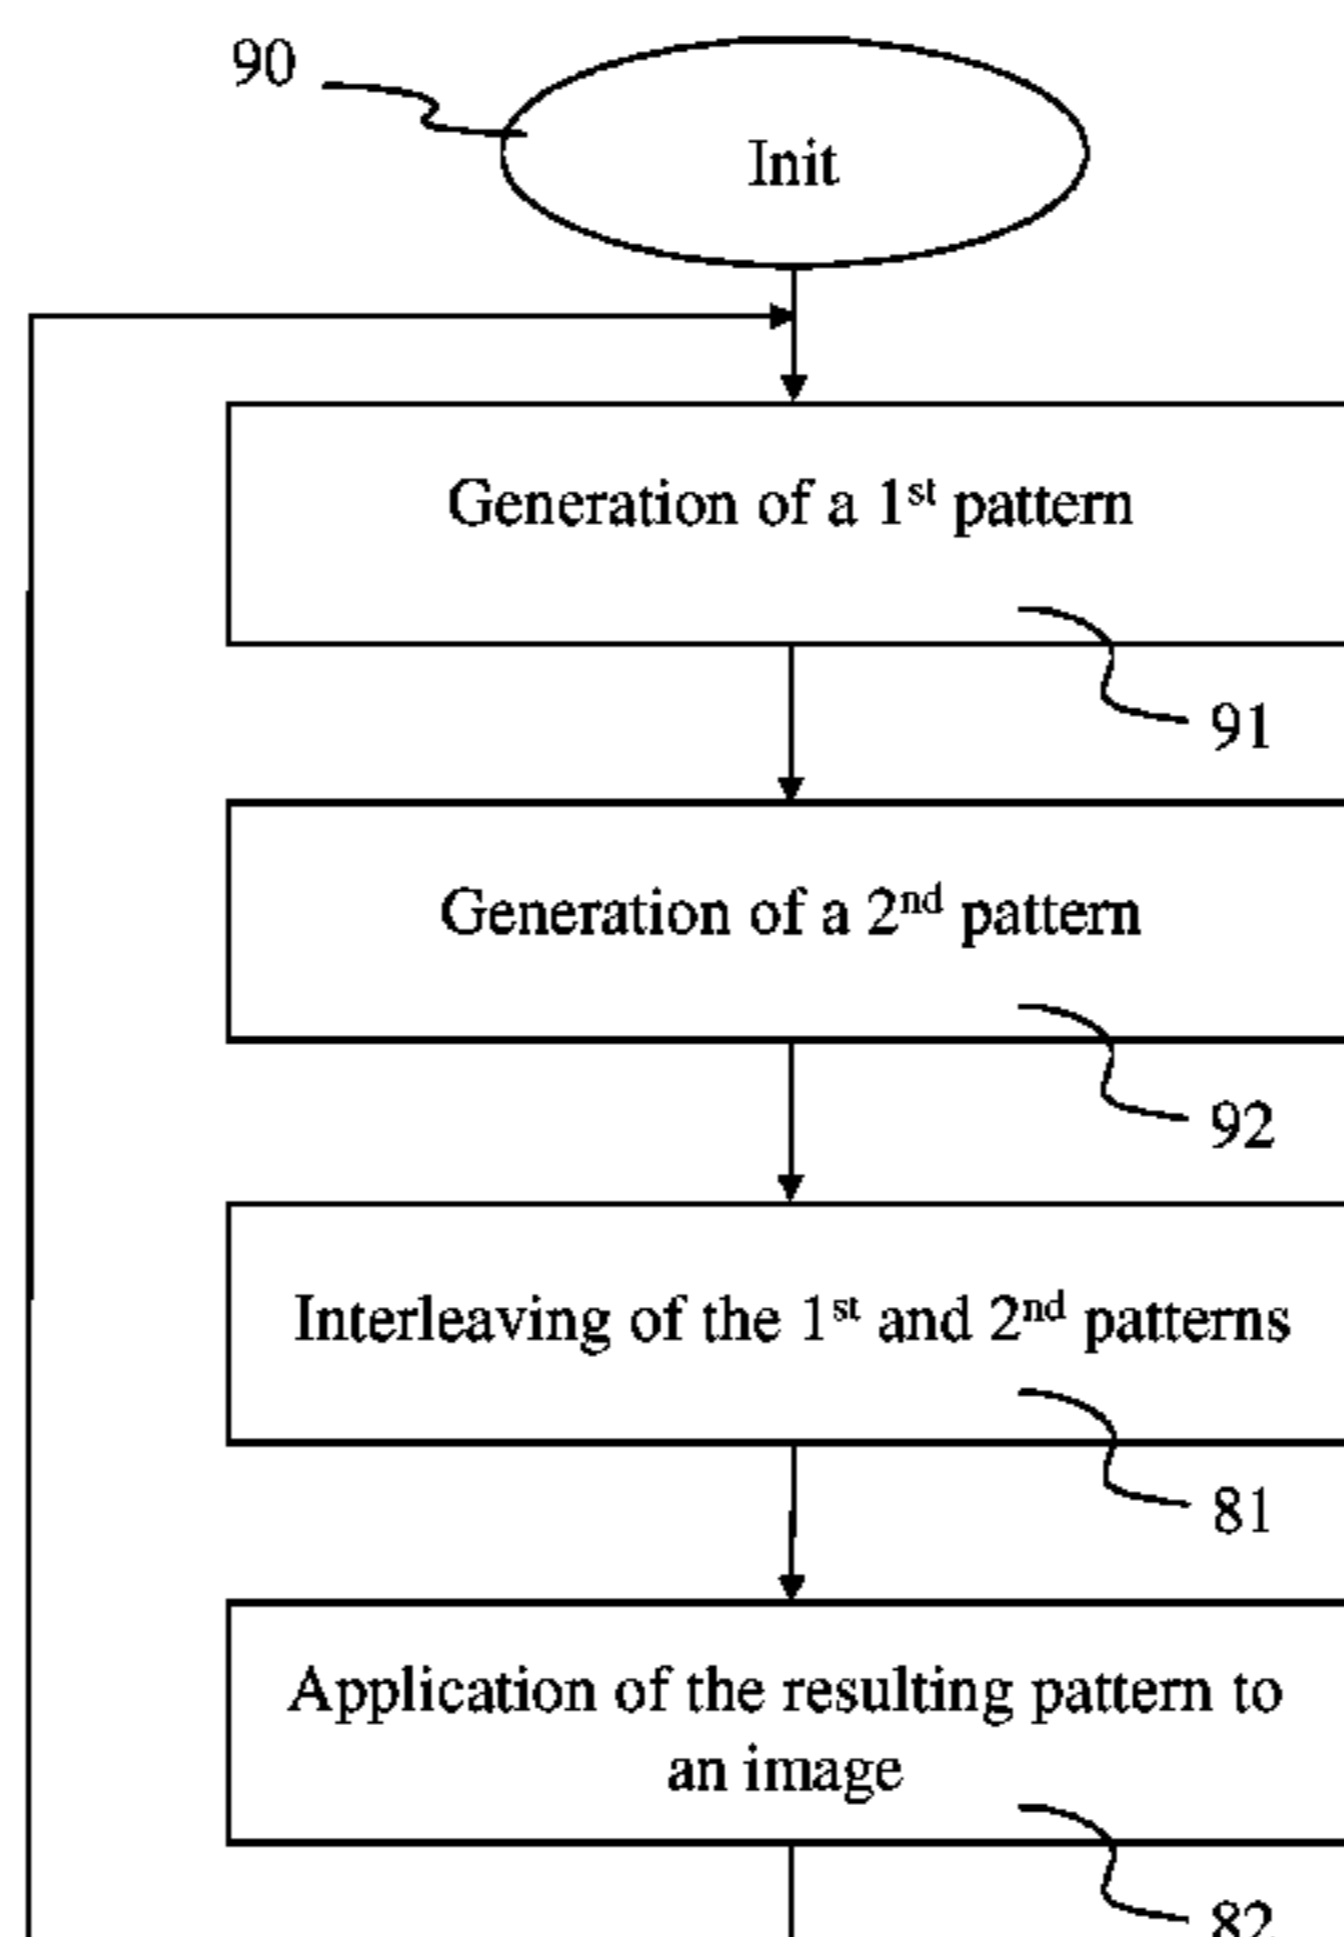 90
Init
Generation of a 1st pattern
91
Generation of a 2nd pattern
92
Interleaving of the 1st and 2nd patterns
81
Application of the resulting pattern to
an image
82